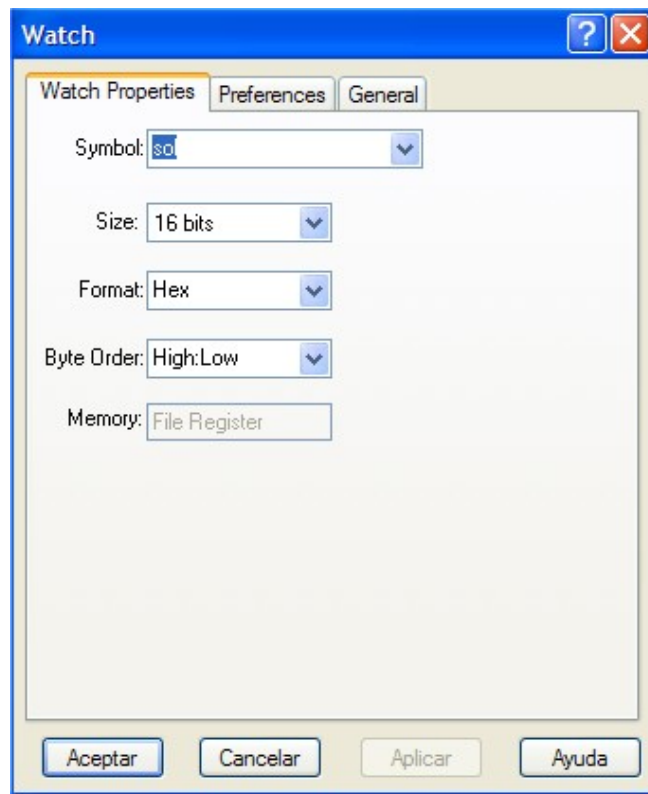 Watch
Watch Properties Preferences General
Symbol: sol
Size: 16 bits
Format: Hex
Byte Order: High:Low
Memory: File Register
Aceptar Cancelar Aplicar Ayuda